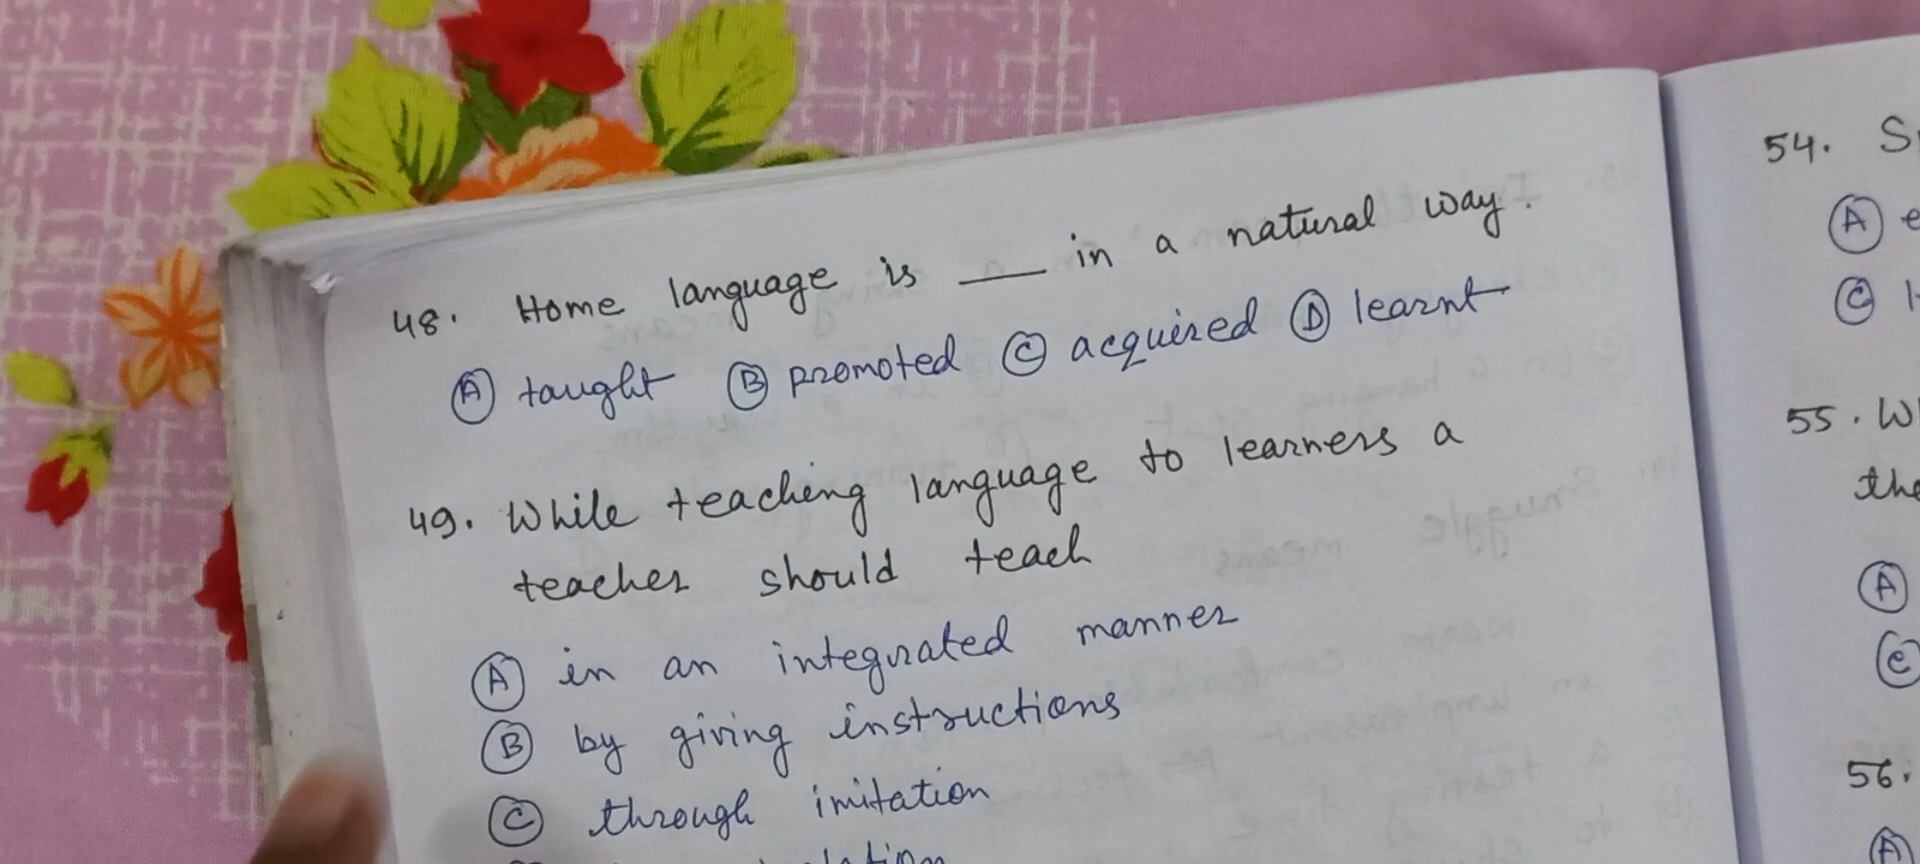 48. Home language is ___ in a natural way.
Ⓐ taught Ⓑ promoted Ⓒ acquired Ⓓ learnt
49. While teaching language to learners a
teacher should teach
Ⓐ in an integrated manner
Ⓑ by giving instructions
Ⓒ through imitation
54.
Ⓐ
Ⓒ
55.
Ⓐ
Ⓒ
56.
Ⓐ